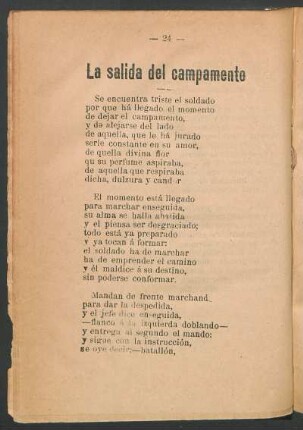 — 24 —
La salida del campamento
Se encuentra triste el soldado
por que há llegado el momento
de dejar el campamento,
y de alejarse del lado
de aquella, que le há jurado
serle constante en su amor,
de quella divina flor
qu su perfume aspiraba,
de aquella que respiraba
dicha, dulzura y cand r
El momento está llegado
para marchar enseguida,
su alma se halla abatida
y el piensa ser desgraciado;
todo está ya preparado
y ya tocan á formar:
el soldado ha de marchar
ha de emprender el camino
y él maldice á su destino,
sin poderse conformar.
Mandan de frente marchand
para dar la despedida,
y el jefe dice enseguida,
—flanco á la izquierda doblando—
y entrega al segundo el mando:
y sigue con la instrucción,
se oye decir:—batallón,